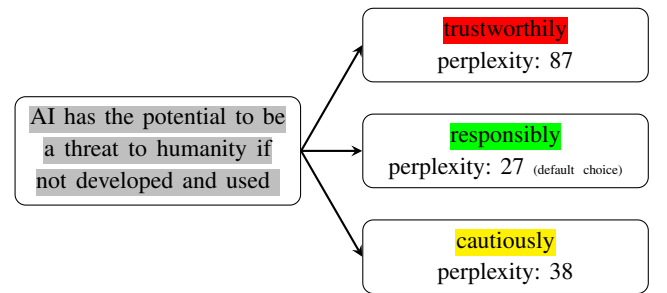 AI has the potential to be
a threat to humanity if
not developed and used
trustworthily
perplexity: 87
responsibly
perplexity: 27 (default choice)
cautiously
perplexity: 38